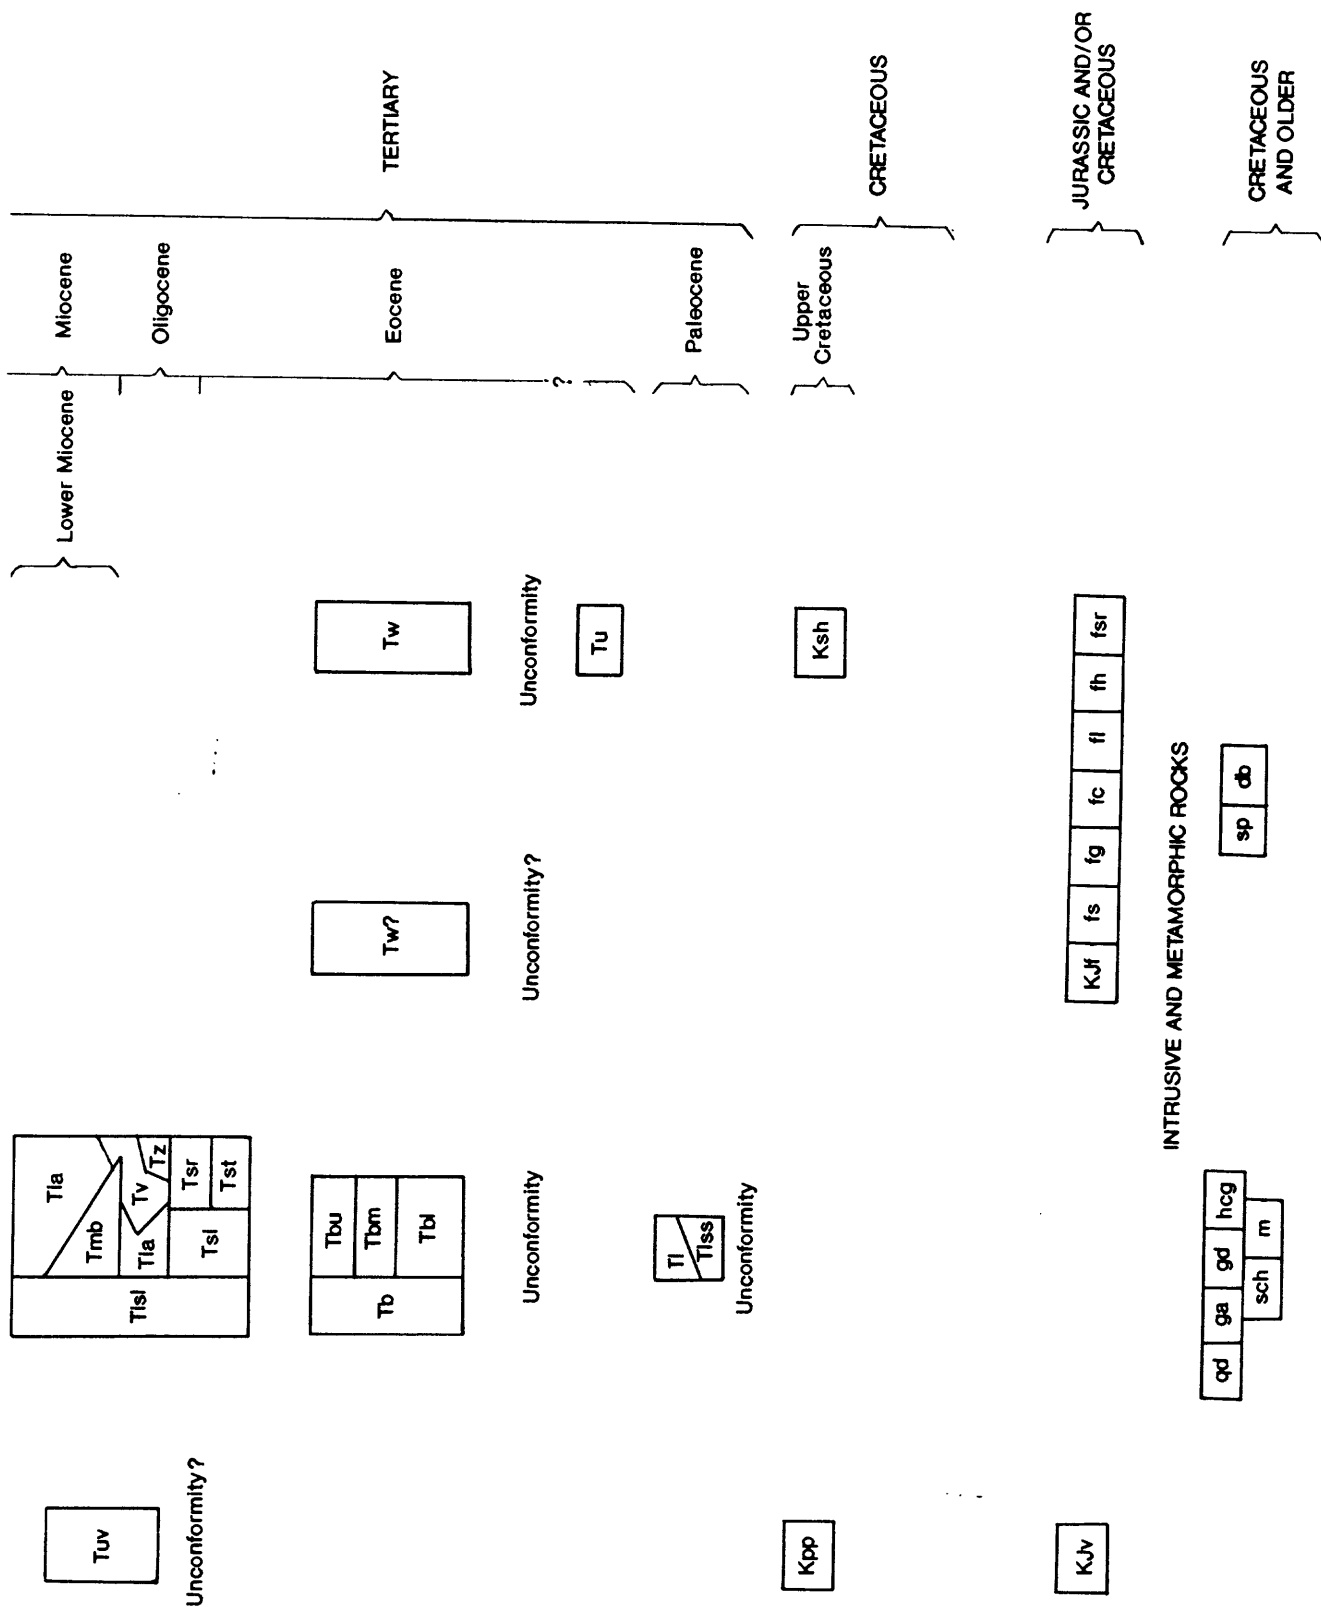 Tuv
Unconformity?
Kpp
KJv
Tlsl
Tla
Tmb
Tla
Tv
Tz
Tsl
Tsr
Tst
Tb
Tbu
Tbm
Tbl
Unconformity
Tl
Tlss
Unconformity
Tw?
Unconformity?
Tw
Unconformity
Tu
Ksh
KJf
fs
fg
fc
fl
fh
fsr
INTRUSIVE AND METAMORPHIC ROCKS
qd
ga
gd
hcg
sch
m
sp
db
Lower Miocene
Miocene
Oligocene
Eocene
?
Paleocene
Upper
Cretaceous
TERTIARY
CRETACEOUS
JURASSIC AND/OR
CRETACEOUS
CRETACEOUS
AND OLDER